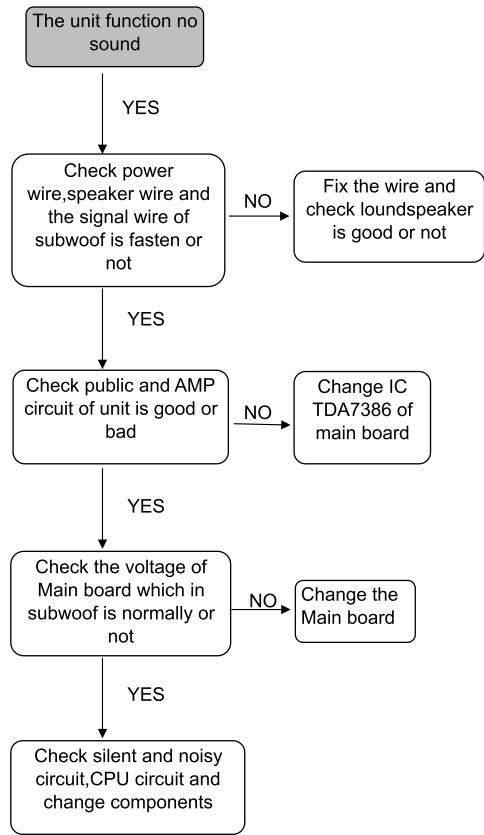 The unit function no
sound
YES
Check power
wire,speaker wire and
the signal wire of
subwoof is fasten or
not
NO
Fix the wire and
check loundspeaker
is good or not
YES
Check public and AMP
circuit of unit is good or
bad
NO
Change IC
TDA7386 of
main board
YES
Check the voltage of
Main board which in
subwoof is normally or
not
NO
Change the
Main board
YES
Check silent and noisy
circuit,CPU circuit and
change components